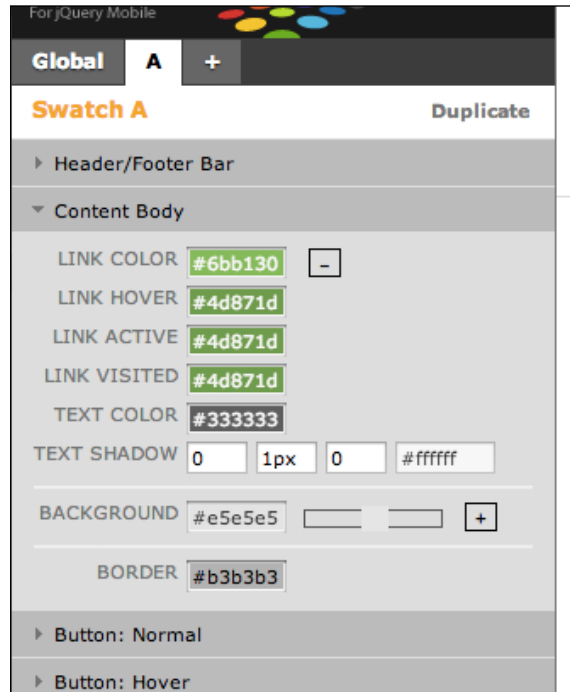 For jQuery Mobile
Global A +
Swatch A Duplicate
Header/Footer Bar
Content Body
LINK COLOR #6bb130 -
LINK HOVER #4d871d
LINK ACTIVE #4d871d
LINK VISITED #4d871d
TEXT COLOR #333333
TEXT SHADOW 0 1px 0 #ffffff
BACKGROUND #e5e5e5 +
BORDER #b3b3b3
Button: Normal
Button: Hover